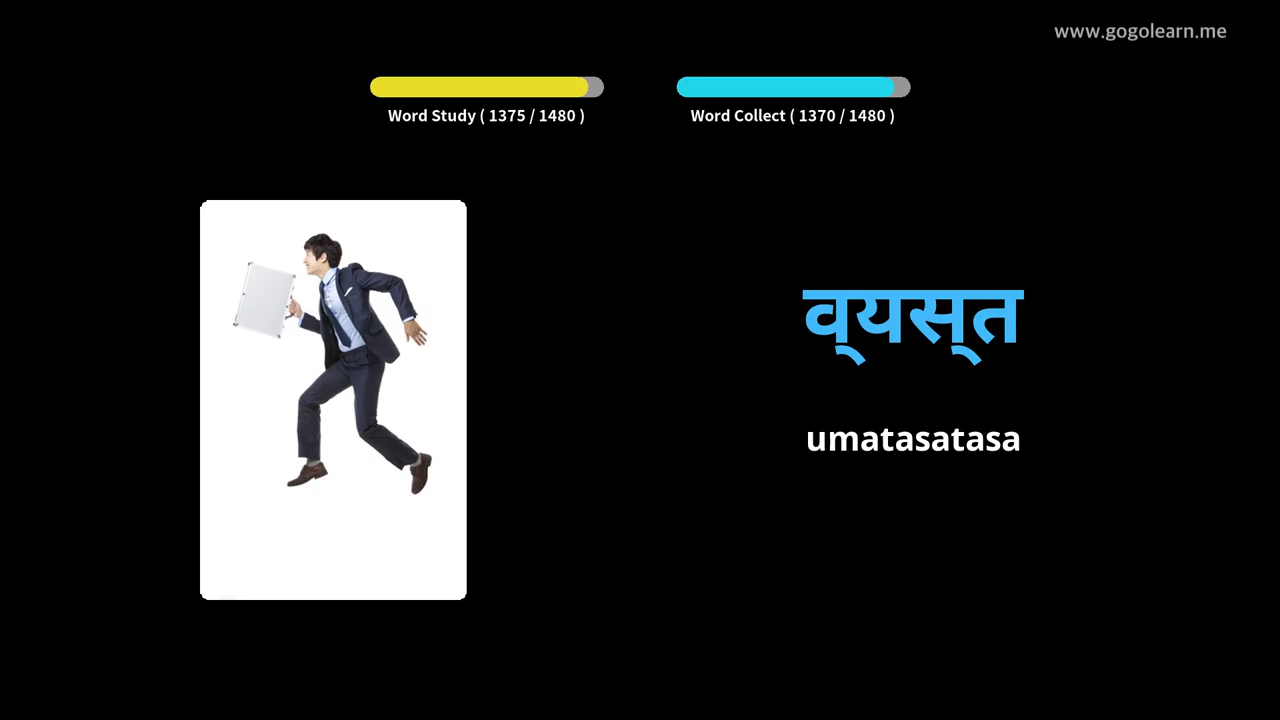 www.gogolearn.me
Word Study ( 1375 / 1480 )
Word Collect ( 1370 / 1480 )
व्यस्त
umatasatasa